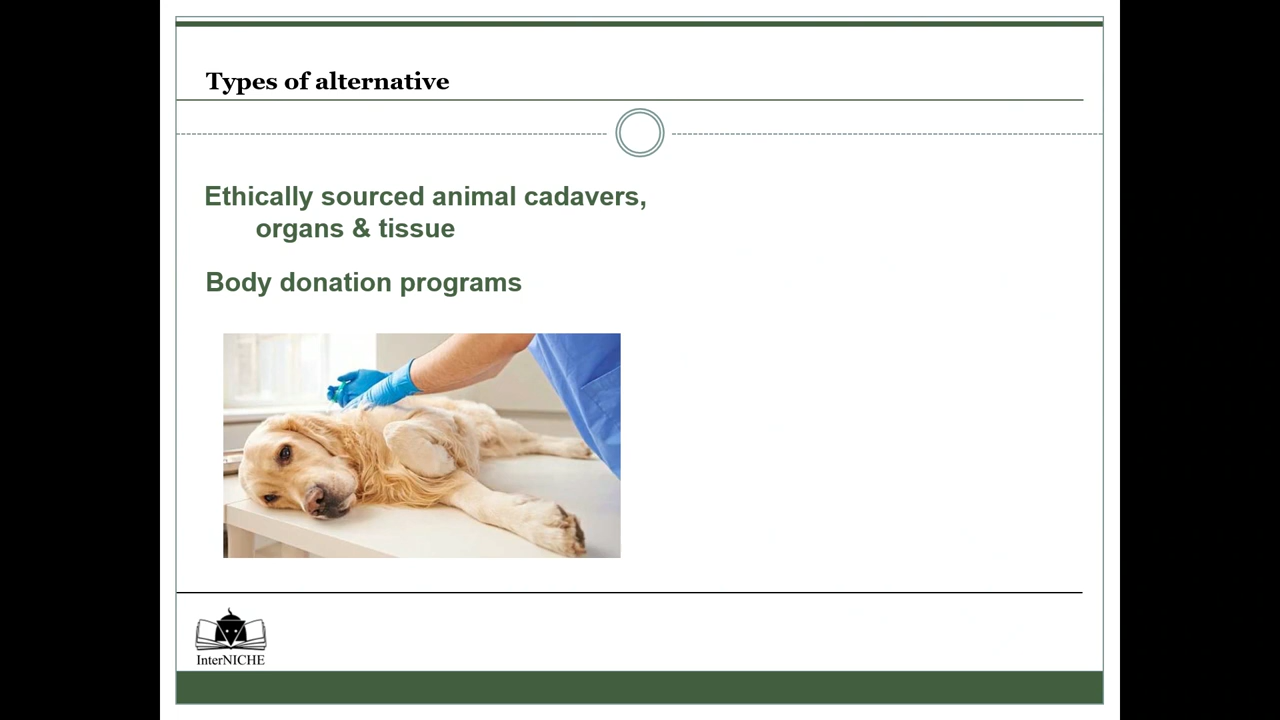 Types of alternative
Ethically sourced animal cadavers,
organs & tissue
Body donation programs
InterNICHE